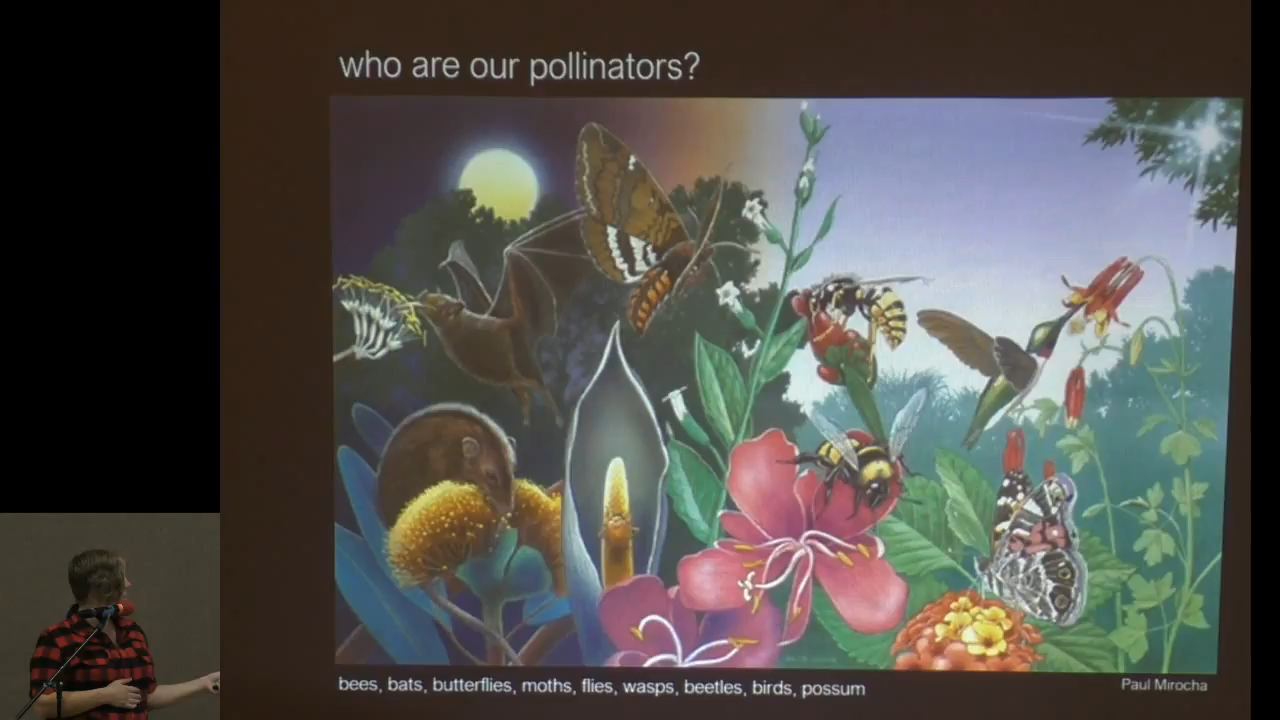 who are our pollinators?
bees, bats, butterflies, moths, flies, wasps, beetles, birds, possum
Paul Mirocha